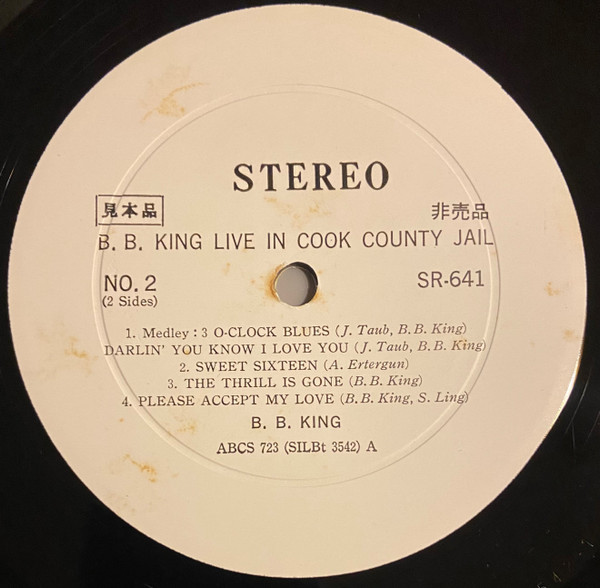 STEREO
見本品 非売品
B. B. KING LIVE IN COOK COUNTY JAIL
NO. 2 SR-641
(2 Sides)
1. Medley : 3 O-CLOCK BLUES (J. Taub, B.B. King)
DARLIN' YOU KNOW I LOVE YOU (J. Taub, B.B. King)
2. SWEET SIXTEEN (A. Ertergun)
3. THE THRILL IS GONE (B.B. King)
4. PLEASE ACCEPT MY LOVE (B.B. King, S. Ling)
B. B. KING
ABCS 723 (SILBt 3542) A